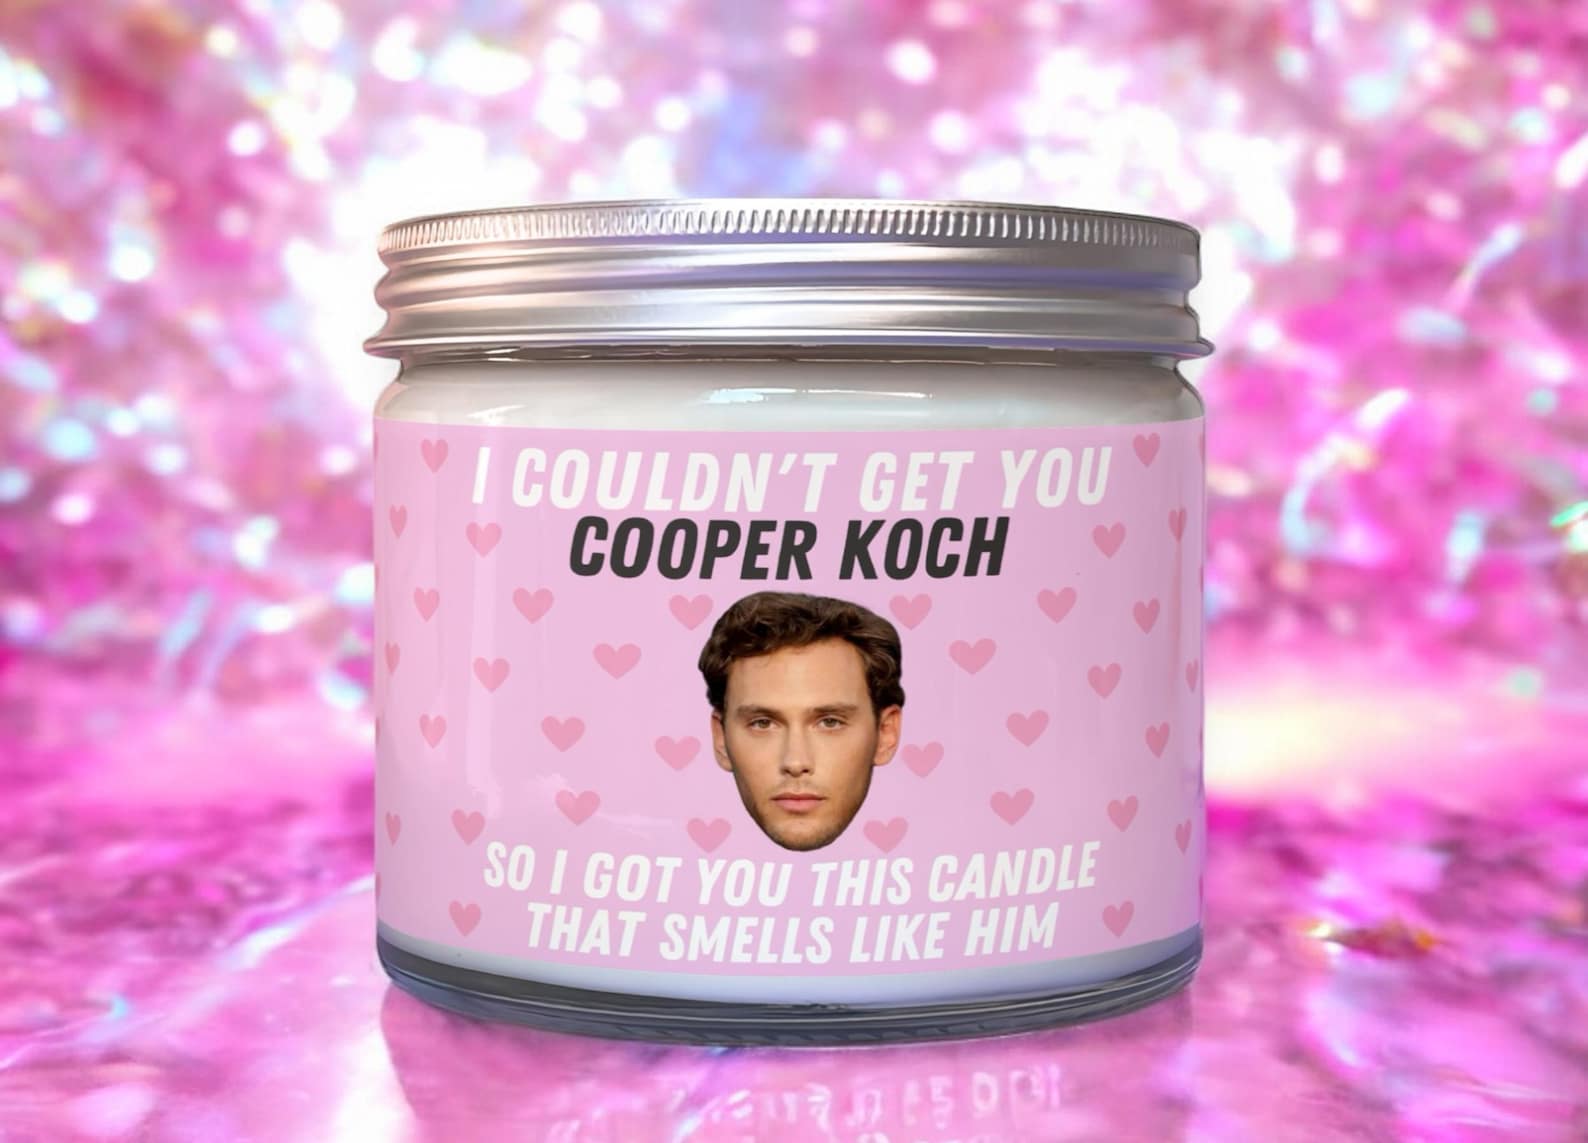 I COULDN'T GET YOU
COOPER KOCH
SO I GOT YOU THIS CANDLE
THAT SMELLS LIKE HIM